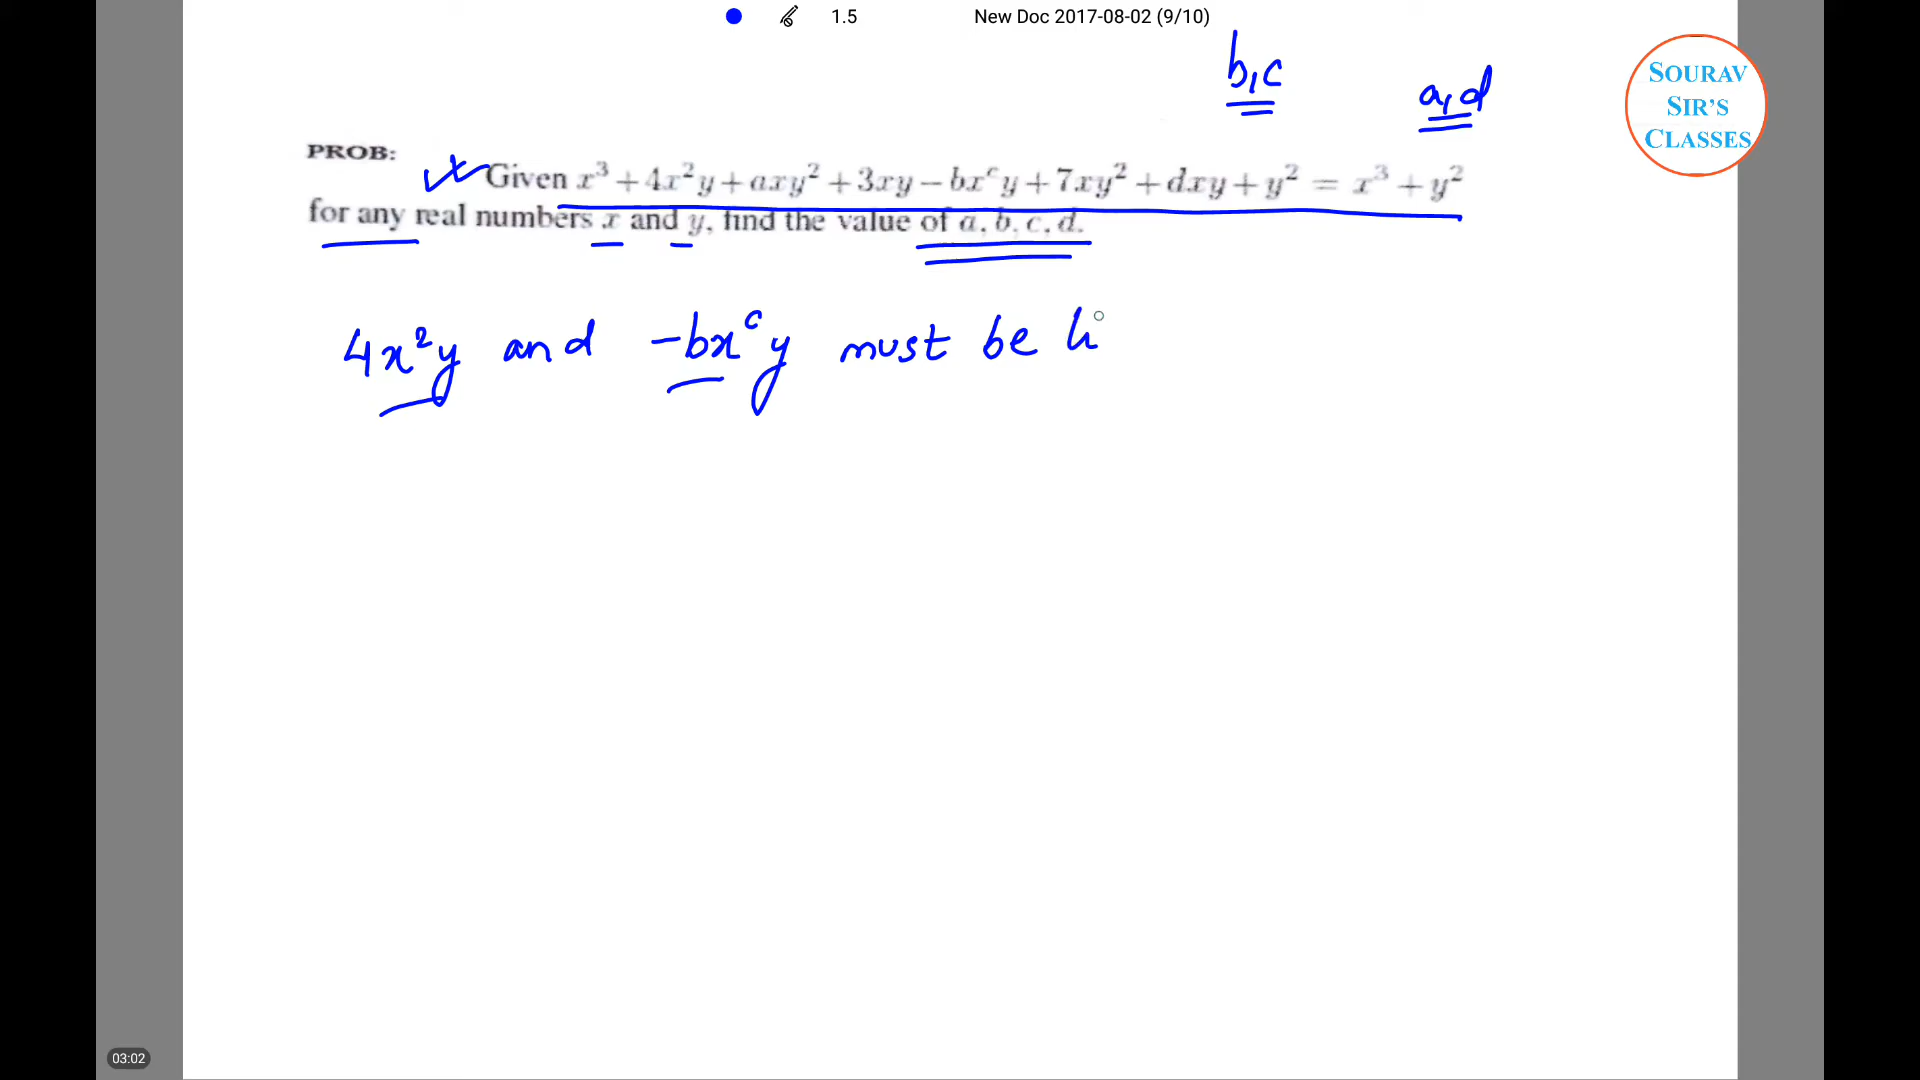 1.5 New Doc 2017-08-02 (9/10)
b,c
a,d
SOURAV
SIR'S
CLASSES
PROB:
Given x³ + 4x²y + axy² + 3xy − bxᶜy + 7xy² + dxy + y² = x³ + y²
for any real numbers x and y, find the value of a, b, c, d.
4x²y and −bxᶜy must be
03:02